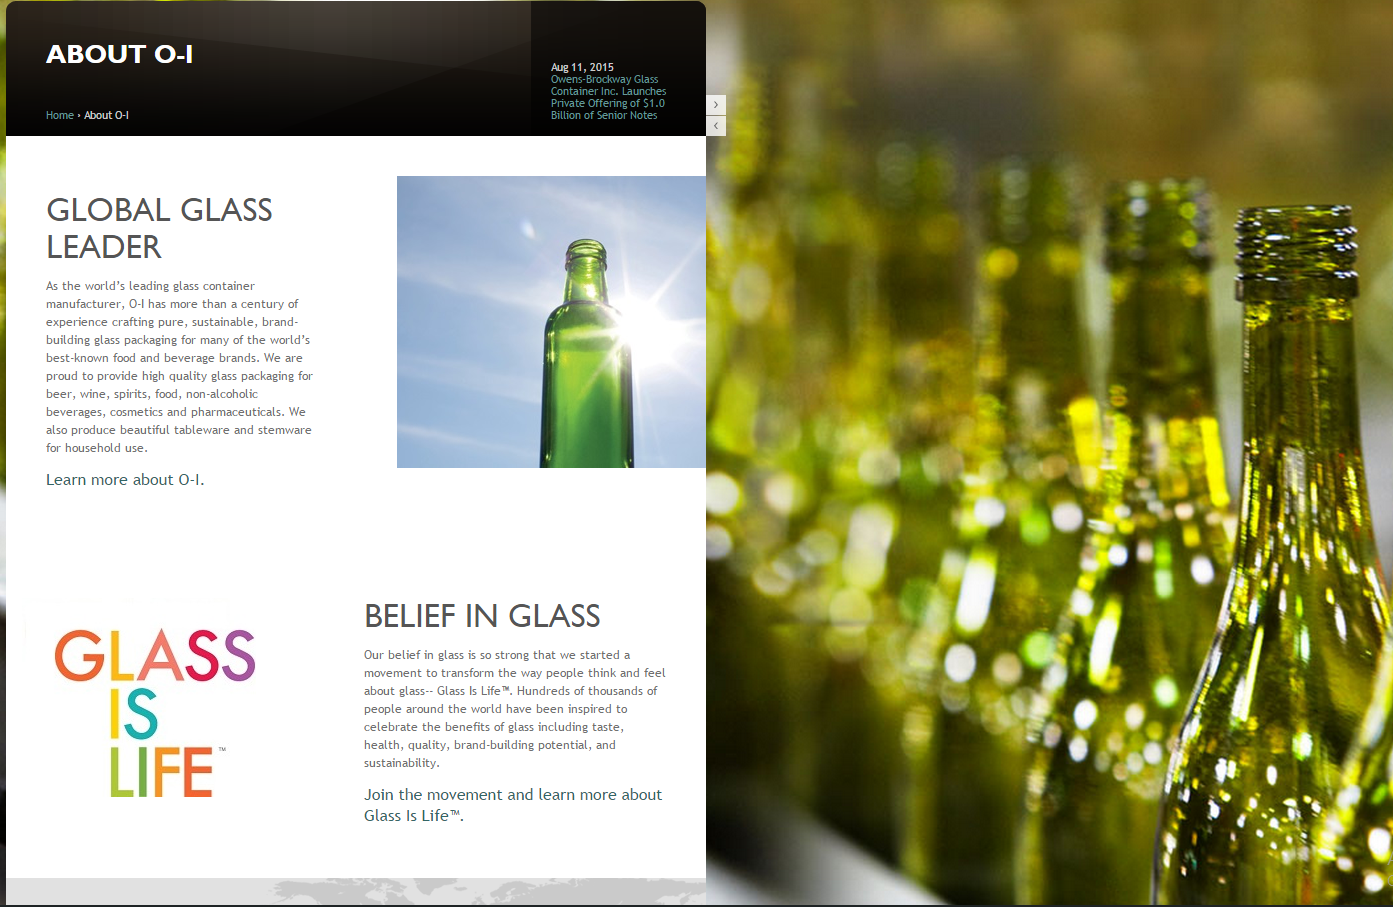 ABOUT O-I
Home › About O-I
Aug 11, 2015
Owens-Brockway Glass
Container Inc. Launches
Private Offering of $1.0
Billion of Senior Notes
GLOBAL GLASS
LEADER
As the world’s leading glass container
manufacturer, O-I has more than a century of
experience crafting pure, sustainable, brand-
building glass packaging for many of the world’s
best-known food and beverage brands. We are
proud to provide high quality glass packaging for
beer, wine, spirits, food, non-alcoholic
beverages, cosmetics and pharmaceuticals. We
also produce beautiful tableware and stemware
for household use.
Learn more about O-I.
GLASS
IS
LIFE™
BELIEF IN GLASS
Our belief in glass is so strong that we started a
movement to transform the way people think and feel
about glass-- Glass Is Life™. Hundreds of thousands of
people around the world have been inspired to
celebrate the benefits of glass including taste,
health, quality, brand-building potential, and
sustainability.
Join the movement and learn more about
Glass Is Life™.